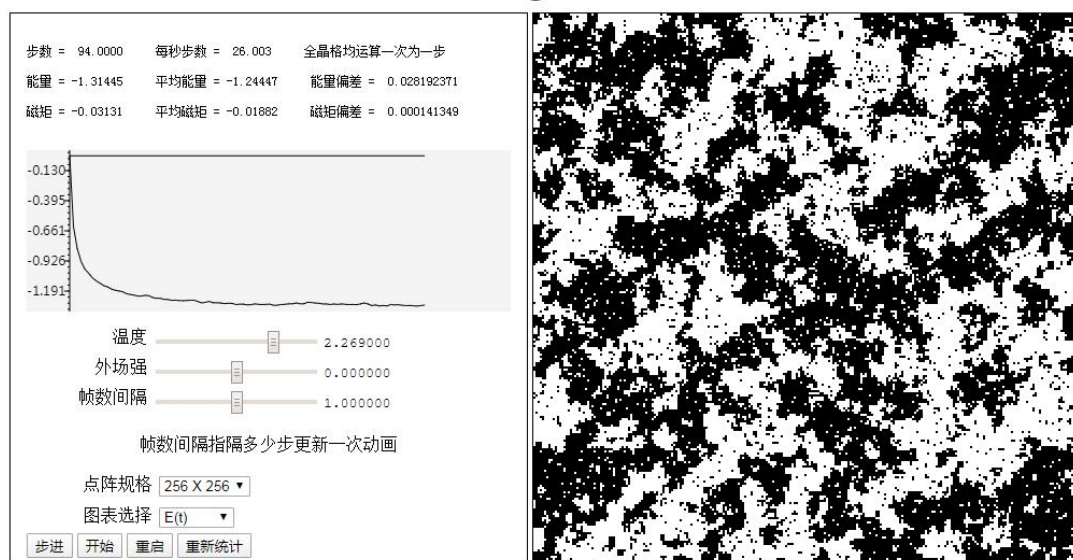 步数 = 94.0000 每秒步数 = 26.003 全晶格均运算一次为一步
能量 = -1.31445 平均能量 = -1.24447 能量偏差 = 0.028192371
磁矩 = -0.03131 平均磁矩 = -0.01882 磁矩偏差 = 0.000141349
-0.130
-0.395
-0.661
-0.926
-1.191
温度 2.269000
外场强 0.000000
帧数间隔 1.000000
帧数间隔指隔多少步更新一次动画
点阵规格 256 X 256
图表选择 E(t)
步进 开始 重启 重新统计